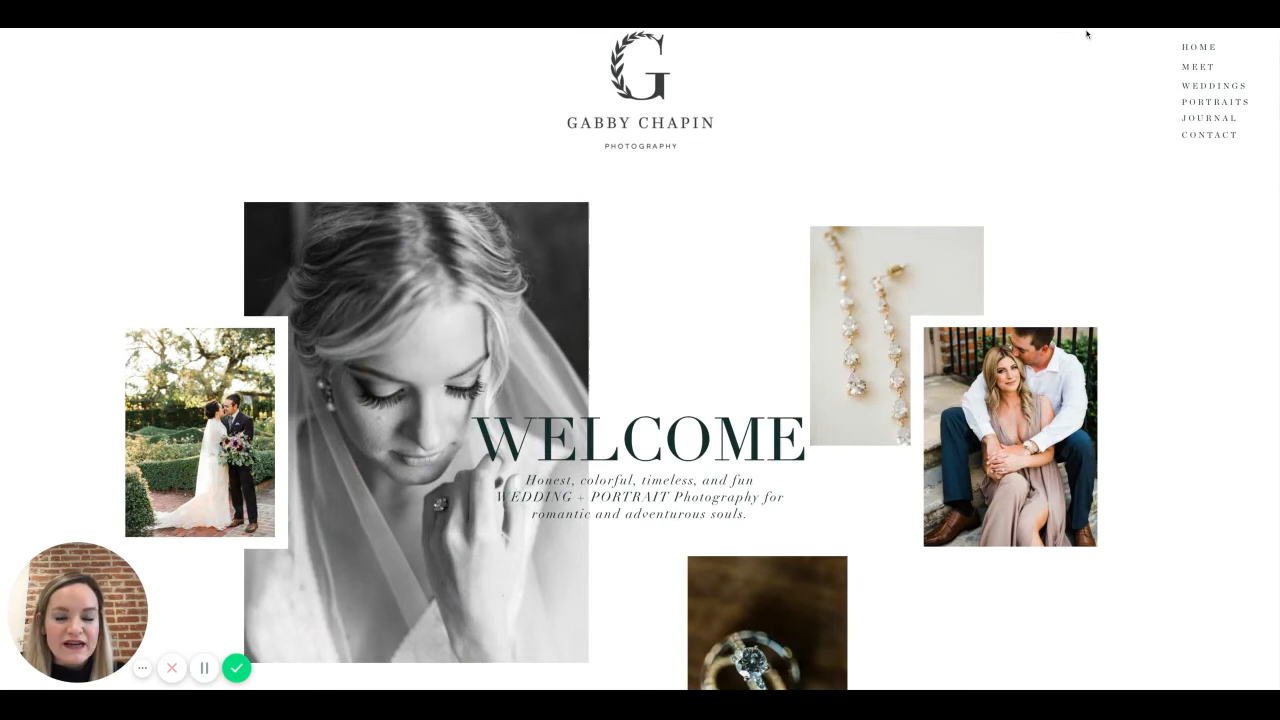 G
GABBY CHAPIN
PHOTOGRAPHY
HOME
MEET
WEDDINGS
PORTRAITS
JOURNAL
CONTACT
WELCOME
Honest, colorful, timeless, and fun
WEDDING + PORTRAIT Photography for
romantic and adventurous souls.